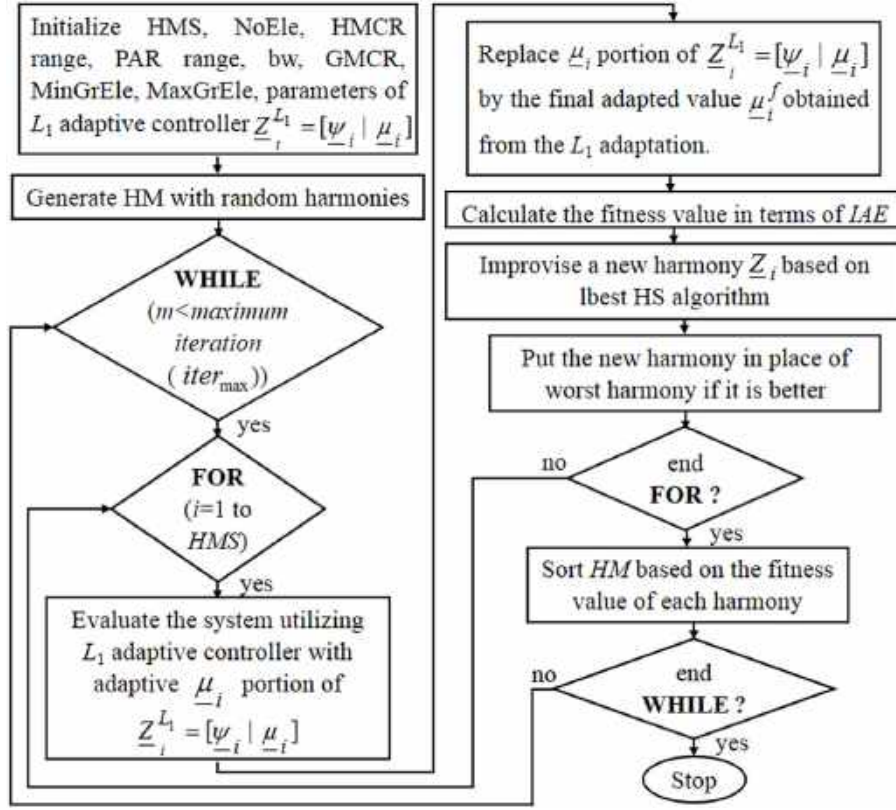 Initialize HMS, NoEle, HMCR
range, PAR range, bw, GMCR,
MinGrEle, MaxGrEle, parameters of
L₁ adaptive controller Z_i^{L₁} =[ψ_i | μ_i]
Generate HM with random harmonies
WHILE
(m<maximum
iteration
( iter_max))
yes
FOR
(i=1 to
HMS)
yes
Evaluate the system utilizing
L₁ adaptive controller with
adaptive μ_i portion of
Z_i^{L₁} =[ψ_i | μ_i]
Replace μ_i portion of Z_i^{L₁} =[ψ_i | μ_i]
by the final adapted value μ_i^f obtained
from the L₁ adaptation.
Calculate the fitness value in terms of IAE
Improvise a new harmony Z_i based on
lbest HS algorithm
Put the new harmony in place of
worst harmony if it is better
no
end
FOR ?
yes
Sort HM based on the fitness
value of each harmony
no
end
WHILE ?
yes
Stop